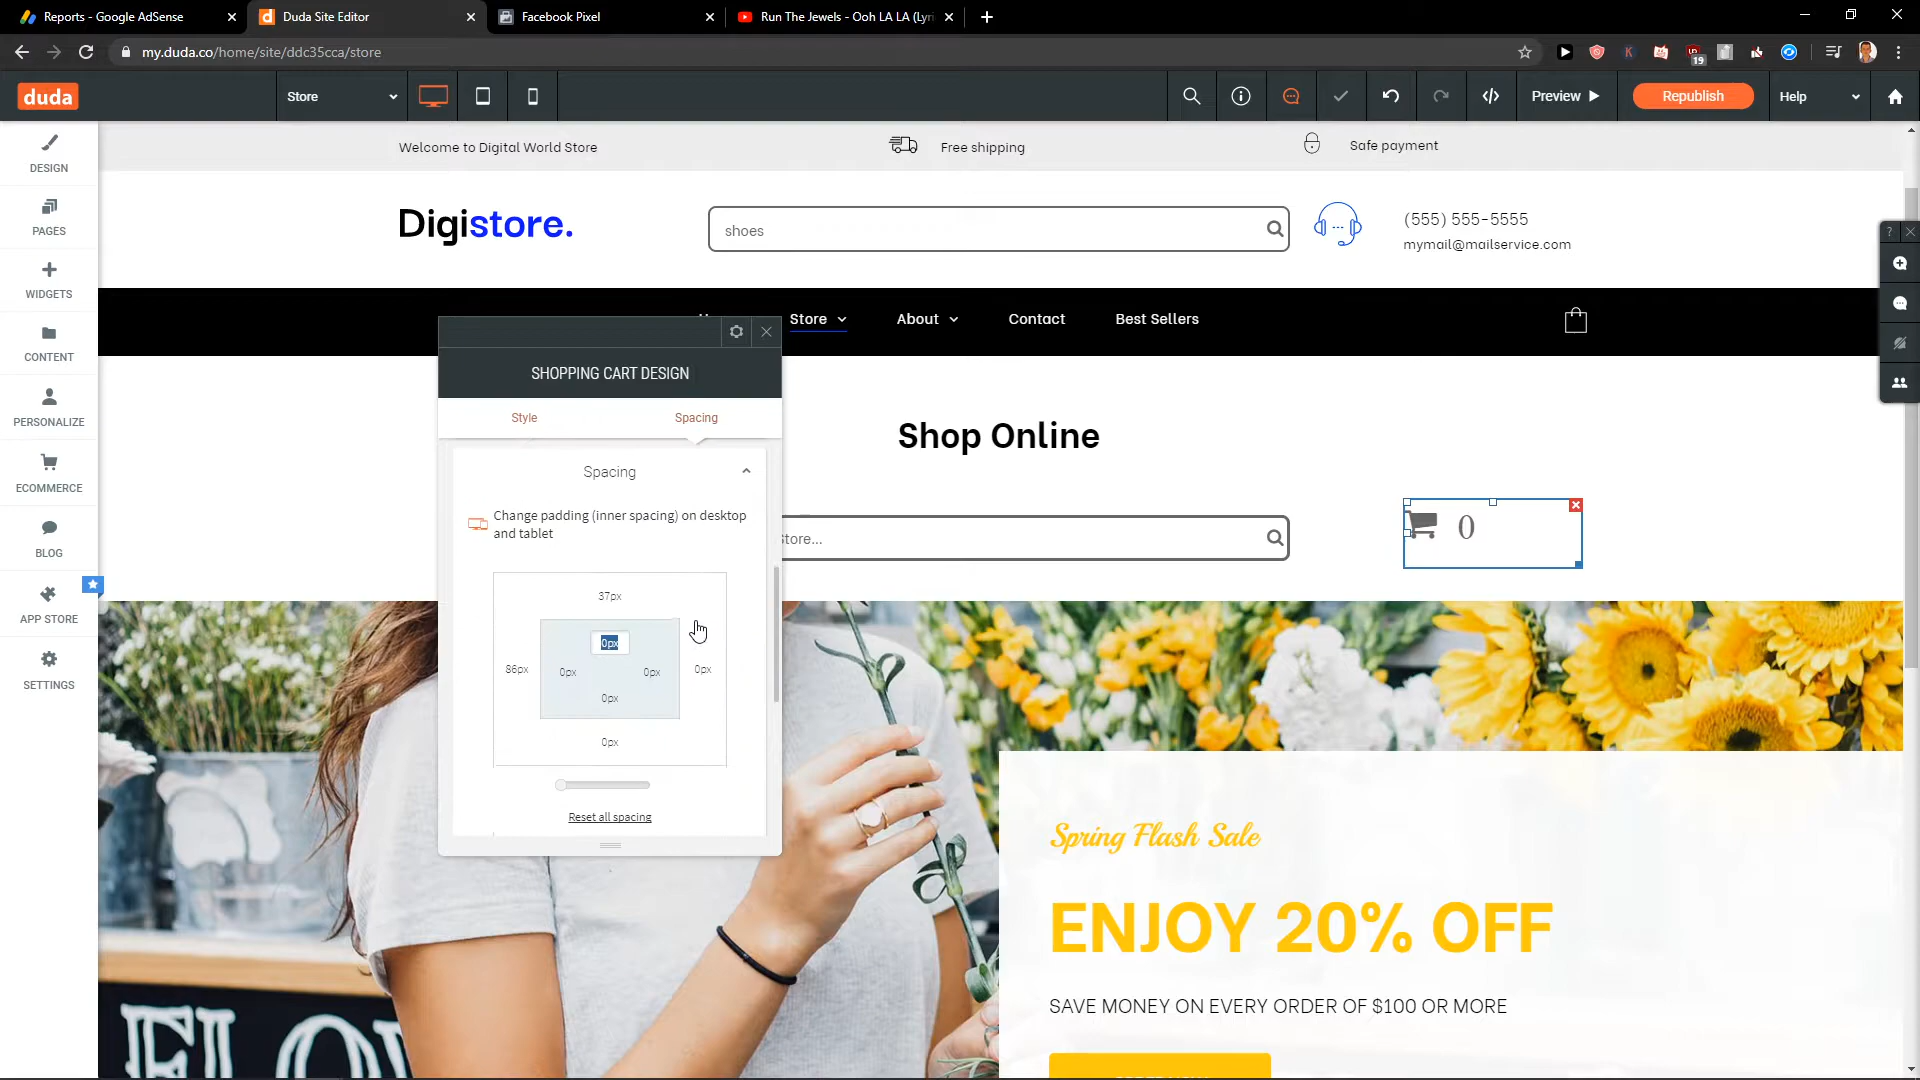 Reports - Google AdSense
Duda Site Editor
Facebook Pixel
Run The Jewels - Ooh LA LA (Lyri
my.duda.co/home/site/ddc35cca/store
19
duda
Store
Preview
Republish
Help
DESIGN
PAGES
WIDGETS
CONTENT
PERSONALIZE
ECOMMERCE
BLOG
APP STORE
SETTINGS
Welcome to Digital World Store
Free shipping
Safe payment
Digistore.
shoes
(555) 555-5555
mymail@mailservice.com
Store
About
Contact
Best Sellers
SHOPPING CART DESIGN
Style
Spacing
Spacing
Change padding (inner spacing) on desktop
and tablet
37px
0px
86px
0px
0px
0px
0px
0px
Reset all spacing
Shop Online
Store...
0
Spring Flash Sale
ENJOY 20% OFF
SAVE MONEY ON EVERY ORDER OF $100 OR MORE